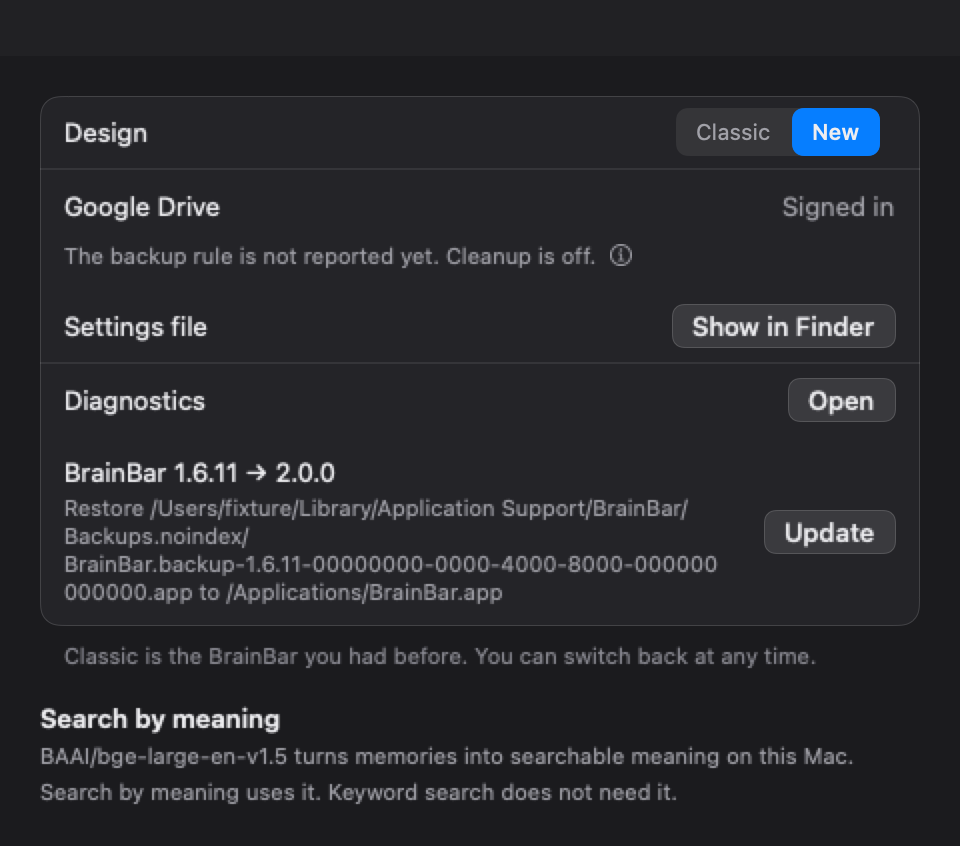 Design
Classic
New
Google Drive
Signed in
The backup rule is not reported yet. Cleanup is off.
Settings file
Show in Finder
Diagnostics
Open
BrainBar 1.6.11 → 2.0.0
Restore /Users/fixture/Library/Application Support/BrainBar/
Backups.noindex/
BrainBar.backup-1.6.11-00000000-0000-4000-8000-000000
000000.app to /Applications/BrainBar.app
Update
Classic is the BrainBar you had before. You can switch back at any time.
Search by meaning
BAAI/bge-large-en-v1.5 turns memories into searchable meaning on this Mac.
Search by meaning uses it. Keyword search does not need it.